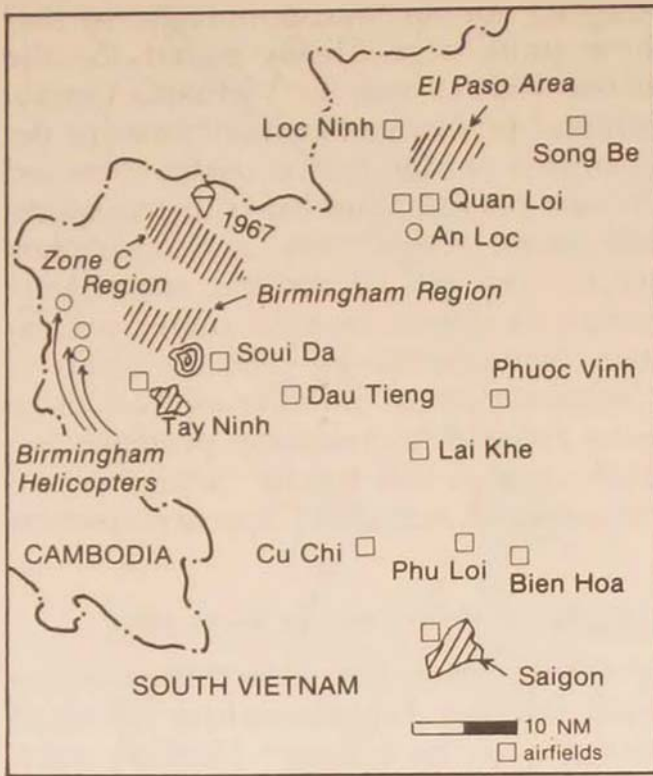 El Paso Area
Loc Ninh
Song Be
Quan Loi
An Loc
1967
Zone C
Region
Birmingham Region
Soui Da
Phuoc Vinh
Dau Tieng
Tay Ninh
Lai Khe
Birmingham
Helicopters
CAMBODIA
Cu Chi
Phu Loi
Bien Hoa
Saigon
SOUTH VIETNAM
10 NM
airfields